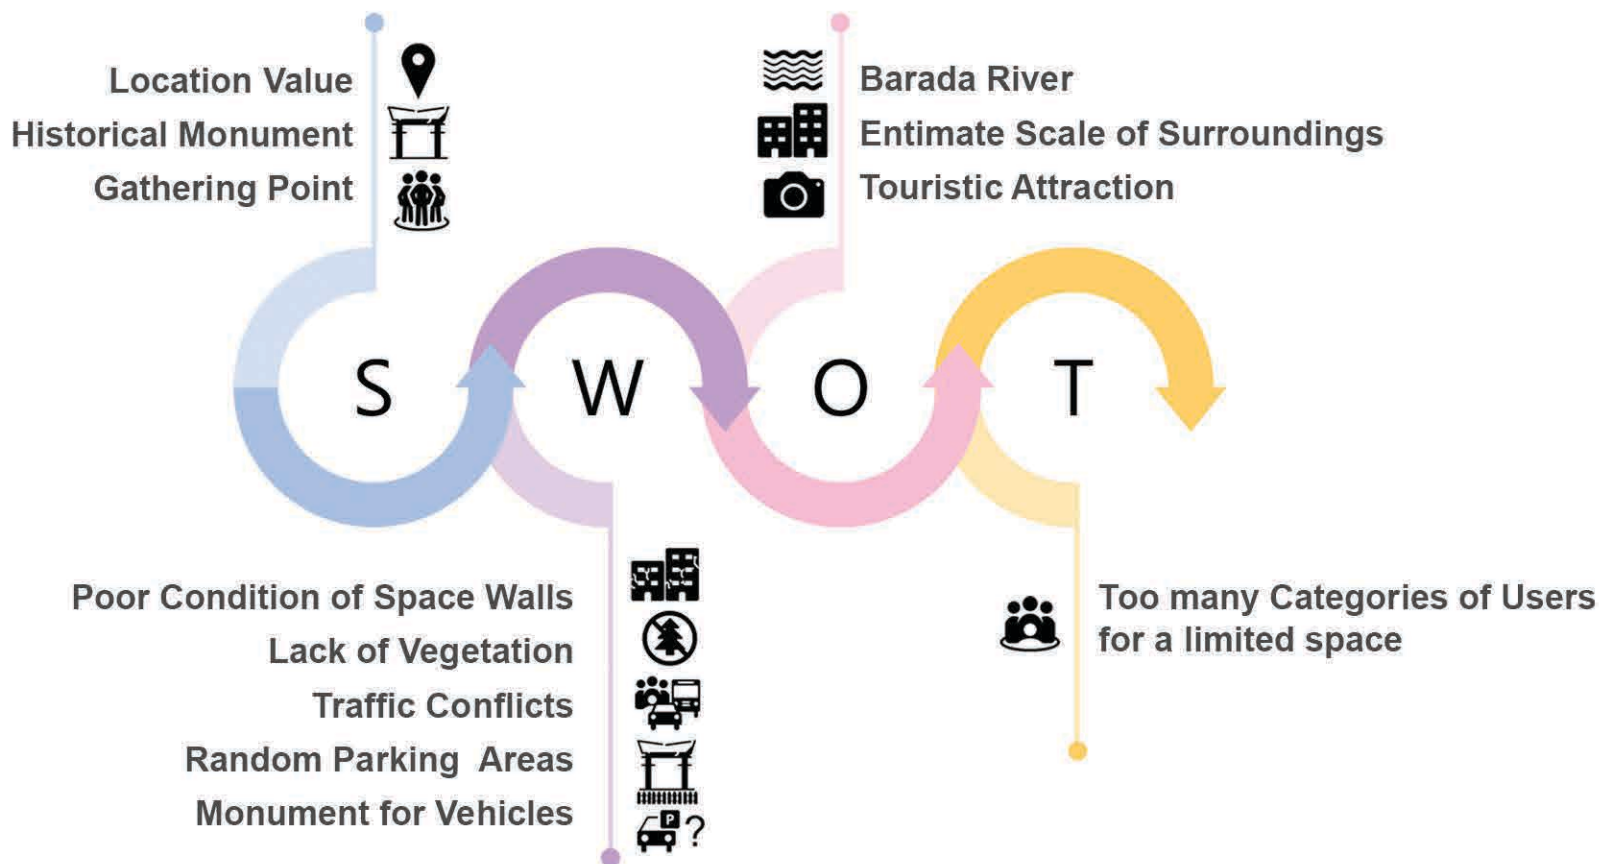 Location Value
Historical Monument
Gathering Point
Barada River
Entimate Scale of Surroundings
Touristic Attraction
S W O T
Poor Condition of Space Walls
Lack of Vegetation
Traffic Conflicts
Random Parking Areas
Monument for Vehicles
P ?
Too many Categories of Users
for a limited space